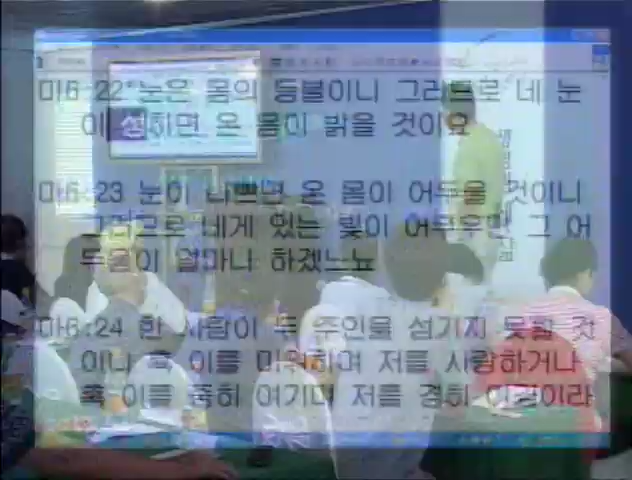 마6:22 눈은 몸의 등불이니 그러므로 네 눈
이 성하면 온 몸이 밝을 것이요
마6:23 눈이 나쁘면 온 몸이 어두울 것이니
그러므로 네게 있는 빛이 어두우면 그 어
두움이 얼마나 하겠느뇨
마6:24 한 사람이 두 주인을 섬기지 못할 것
이니 혹 이를 미워하며 저를 사랑하거나
혹 이를 중히 여기며 저를 경히 여김이라